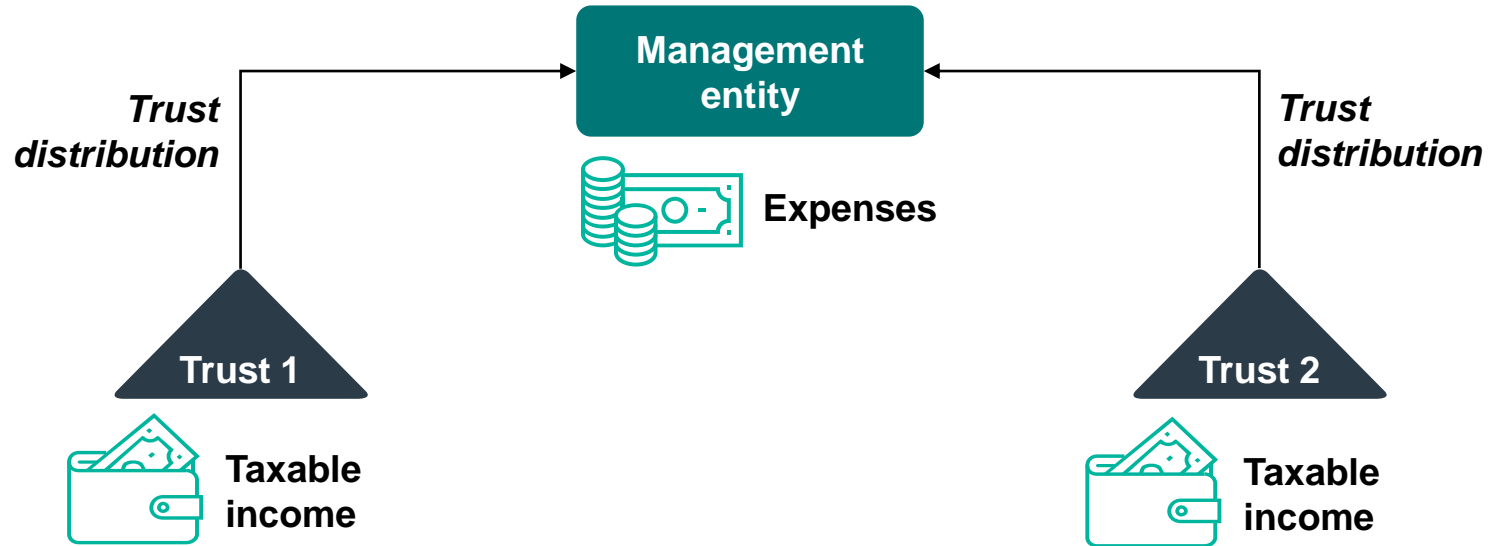 Management
entity
Trust
distribution
Trust
distribution
Expenses
Trust 1
Trust 2
Taxable
income
Taxable
income